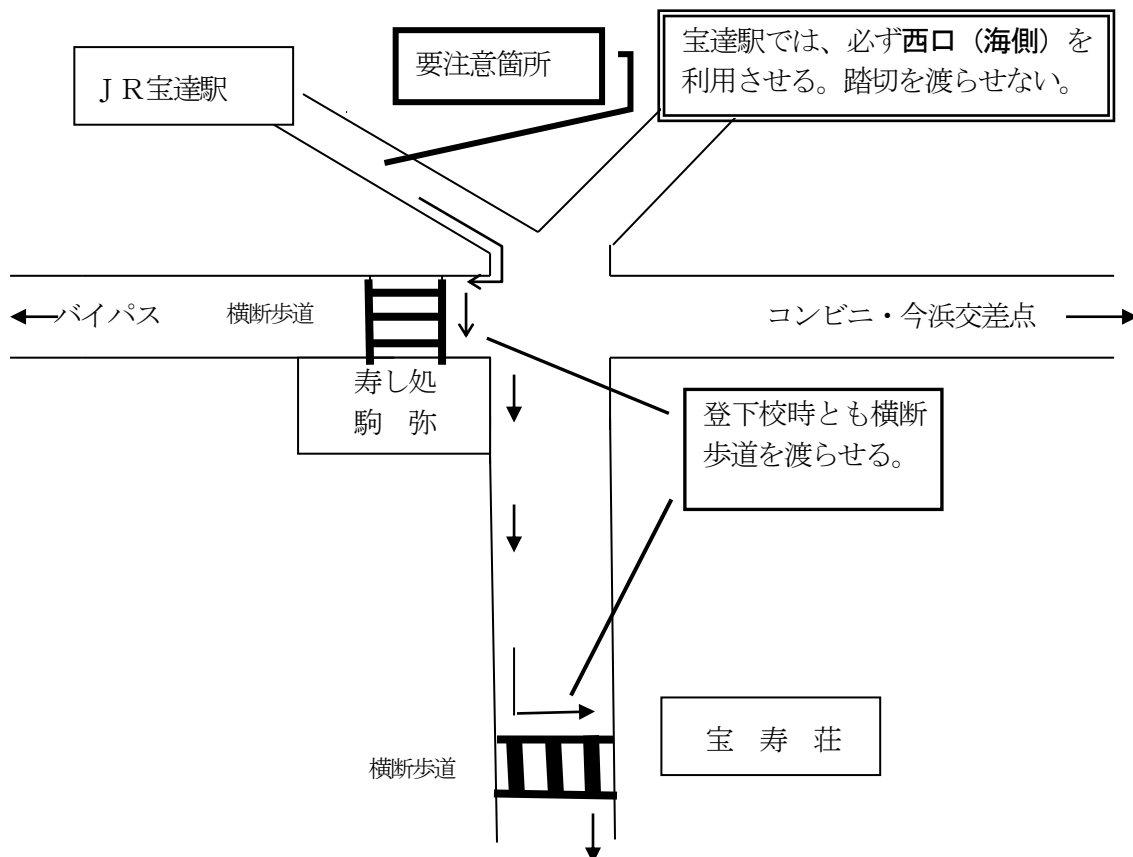 ＪＲ宝達駅
要注意箇所
宝達駅では、必ず西口（海側）を
利用させる。踏切を渡らせない。
バイパス
横断歩道
コンビニ・今浜交差点
寿し処
駒　弥
登下校時とも横断
歩道を渡らせる。
宝　寿　荘
横断歩道